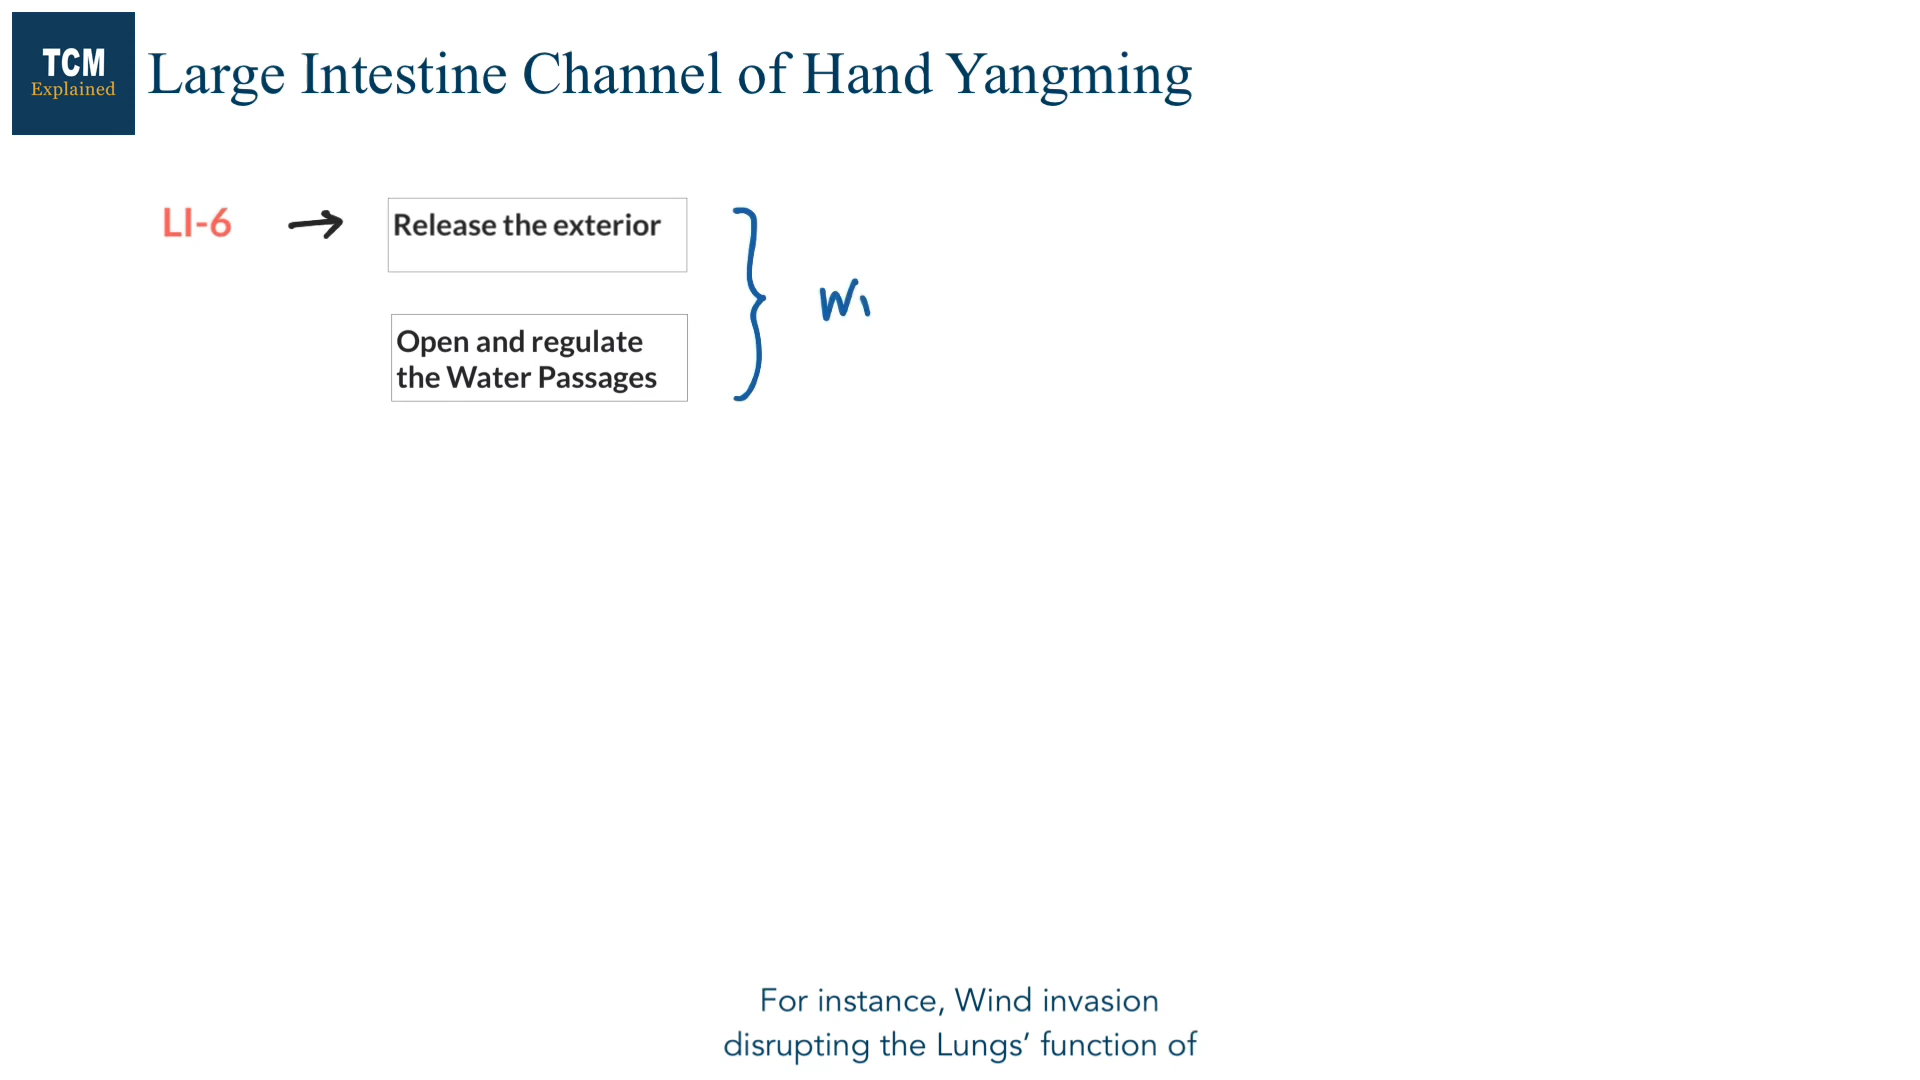 TCM
Explained
Large Intestine Channel of Hand Yangming
LI-6
Release the exterior
Open and regulate
the Water Passages
Wı
For instance, Wind invasion
disrupting the Lungs’ function of